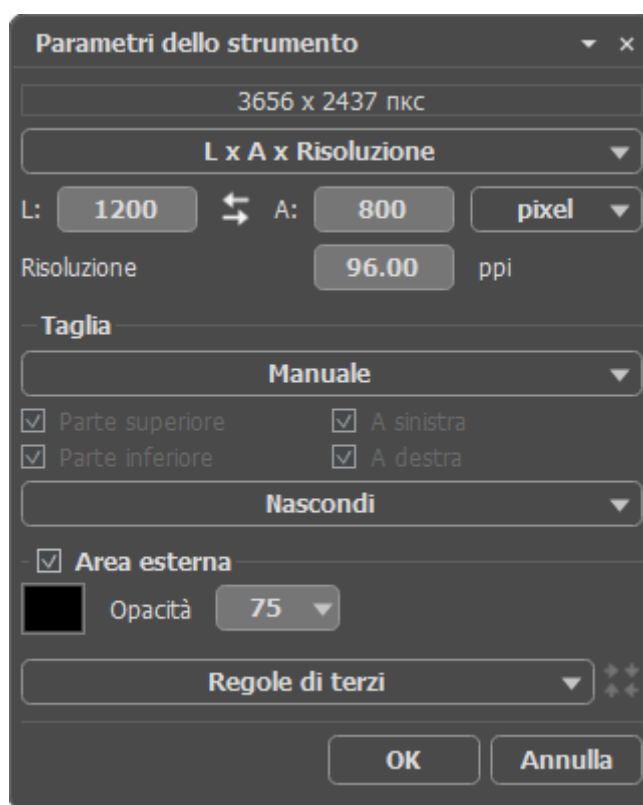 Parametri dello strumento
3656 x 2437 пкс
L x A x Risoluzione
L: 1200 A: 800 pixel
Risoluzione 96.00 ppi
Taglia
Manuale
Parte superiore A sinistra
Parte inferiore A destra
Nascondi
Area esterna
Opacità 75
Regole di terzi
OK Annulla